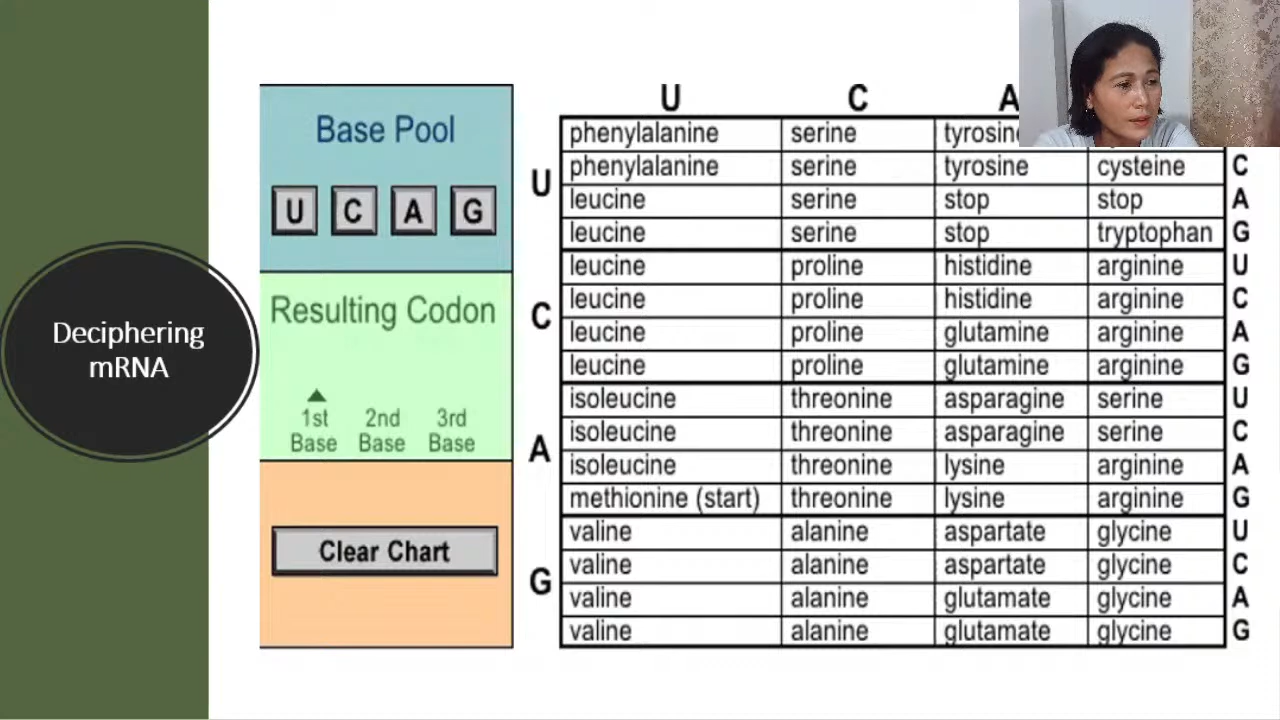 Deciphering
mRNA
Base Pool
U C A G
Resulting Codon
1st 2nd 3rd
Base Base Base
Clear Chart
U C A
U
phenylalanine serine
phenylalanine serine tyrosine cysteine C
leucine serine stop stop A
leucine serine stop tryptophan G
C
leucine proline histidine arginine U
leucine proline histidine arginine C
leucine proline glutamine arginine A
leucine proline glutamine arginine G
A
isoleucine threonine asparagine serine U
isoleucine threonine asparagine serine C
isoleucine threonine lysine arginine A
methionine (start) threonine lysine arginine G
G
valine alanine aspartate glycine U
valine alanine aspartate glycine C
valine alanine glutamate glycine A
valine alanine glutamate glycine G